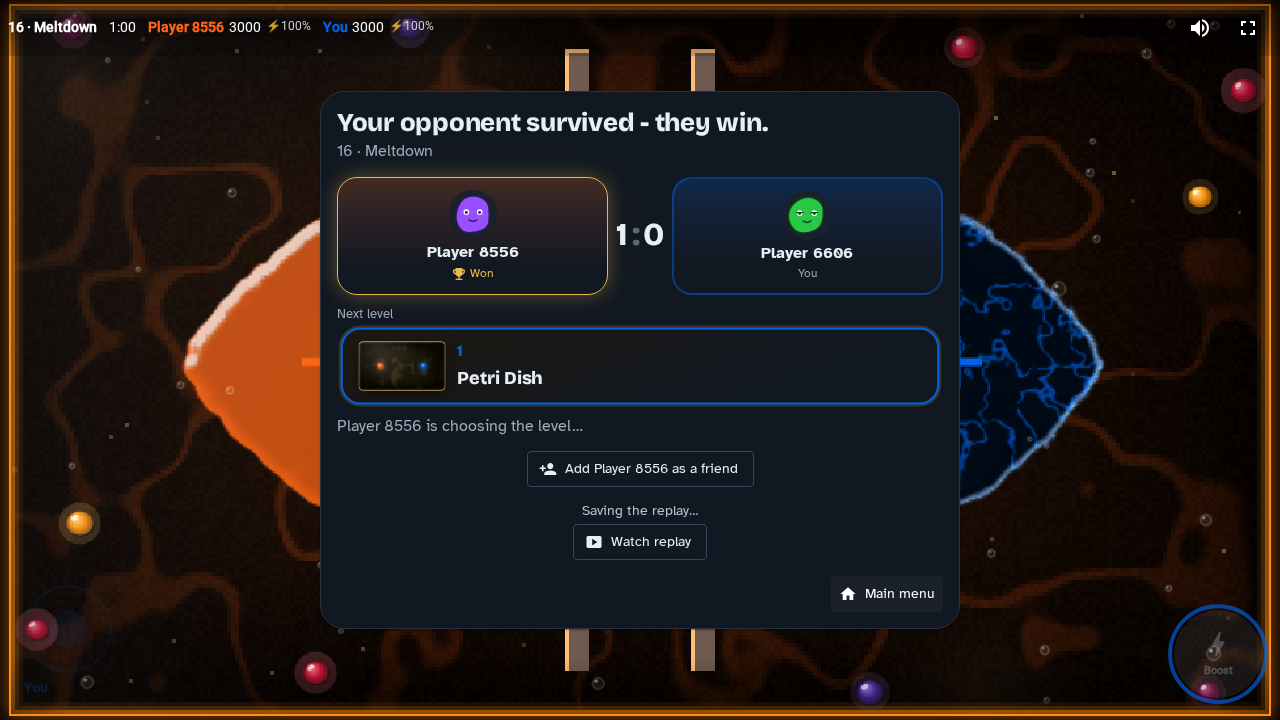 16 · Meltdown 1:00 Player 8556 3000 ⚡100% You 3000 ⚡100%
Your opponent survived - they win.
16 · Meltdown
Player 8556
Won
1:0
Player 6606
You
Next level
1
Petri Dish
Player 8556 is choosing the level...
Add Player 8556 as a friend
Saving the replay...
Watch replay
Main menu
Boost
You